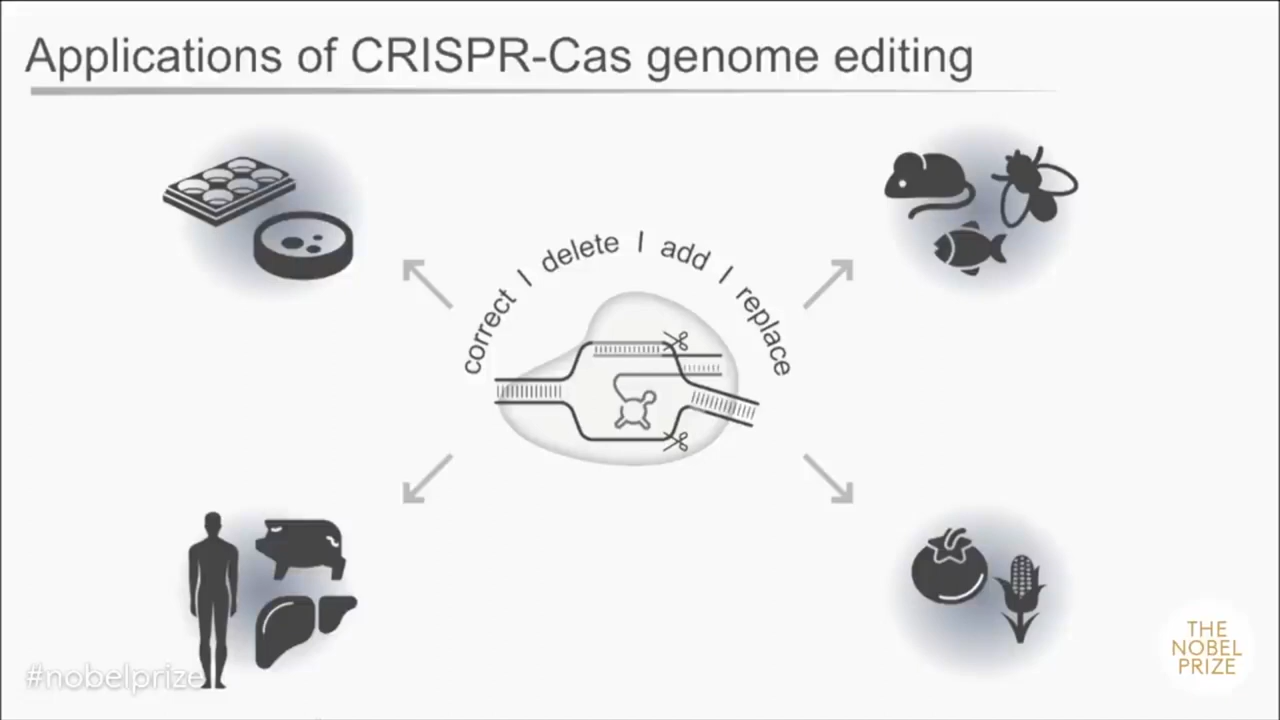 Applications of CRISPR-Cas genome editing
correct | delete | add | replace
#nobelprize
THE
NOBEL
PRIZE